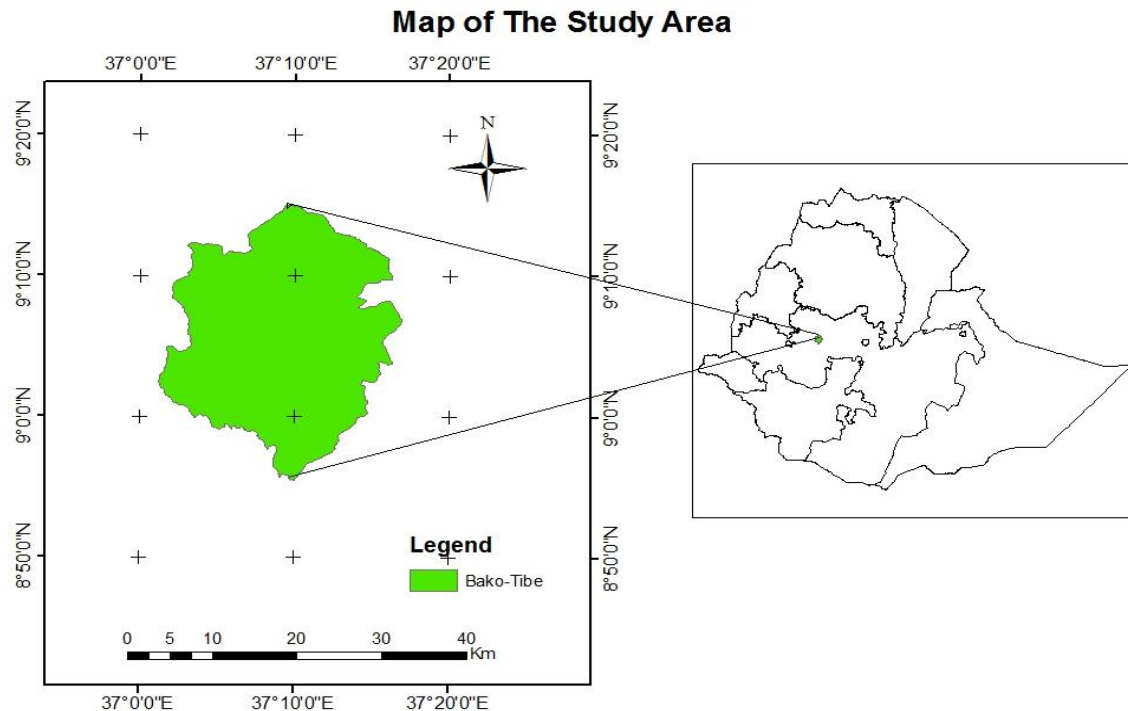 Map of The Study Area
37°0'0"E 37°10'0"E 37°20'0"E
N
9°20'0"N 9°20'0"N
9°10'0"N 9°10'0"N
9°0'0"N 9°0'0"N
8°50'0"N 8°50'0"N
Legend
Bako-Tibe
0 5 10 20 30 40
Km
37°0'0"E 37°10'0"E 37°20'0"E